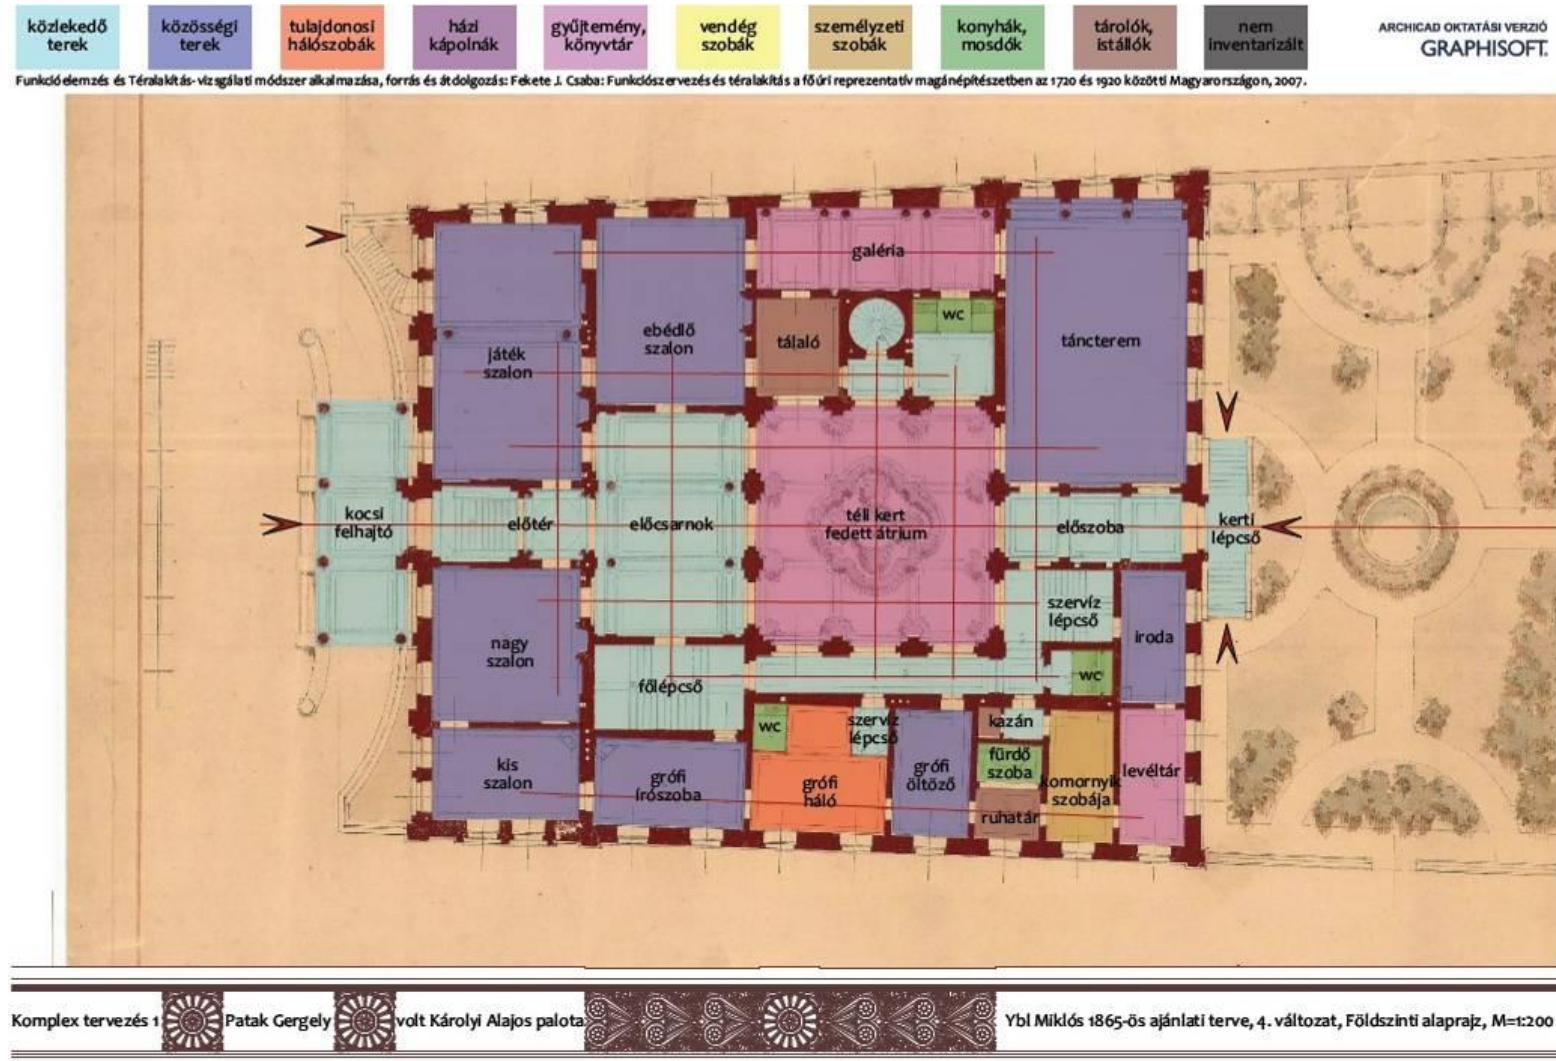 közlekedő
terek
közösségi
terek
tulajdonosi
hálószobák
házi
kápolnák
gyűjtemény,
könyvtár
vendég
szobák
személyzeti
szobák
konyhák,
mosdók
tárolók,
istállók
nem
inventarizált
ARCHICAD OKTATÁSI VERZIÓ
GRAPHISOFT.
Funkcióelemzés és Téralakítás- vizsgálati módszer alkalmazása, forrás és átdolgozás: Fekete J. Csaba: Funkciószervezés és téralakítás a főúri reprezentatív magánépítészetben az 1720 és 1920 közötti Magyarországon, 2007.
galéria
wc
ebédlő
szalon
tálaló
táncterem
játék
szalon
kocsi
felhajtó
előtér
előcsarnok
téli kert
fedett átrium
előszoba
kerti
lépcső
szervíz
lépcső
iroda
nagy
szalon
főlépcső
wc
wc
szervíz
lépcső
kazán
kis
szalon
grófi
írószoba
grófi
háló
grófi
öltöző
fürdő
szoba
komornyik
szobája
levéltár
ruhatár
Komplex tervezés 1
Patak Gergely
volt Károlyi Alajos palota
Ybl Miklós 1865-ös ajánlati terve, 4. változat, Földszinti alaprajz, M=1:200